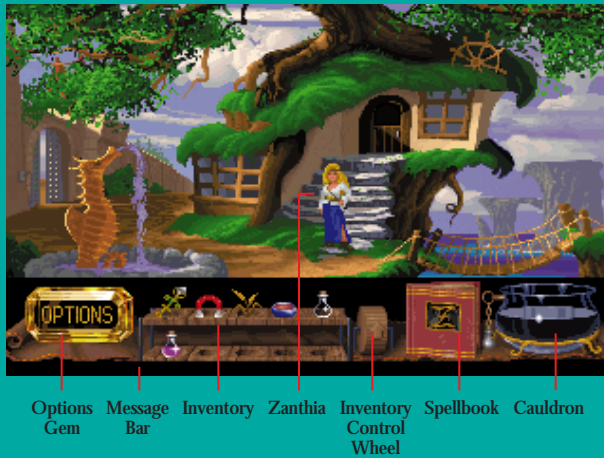 OPTIONS
Options Gem
Message Bar
Inventory
Zanthia
Inventory Control Wheel
Spellbook
Cauldron